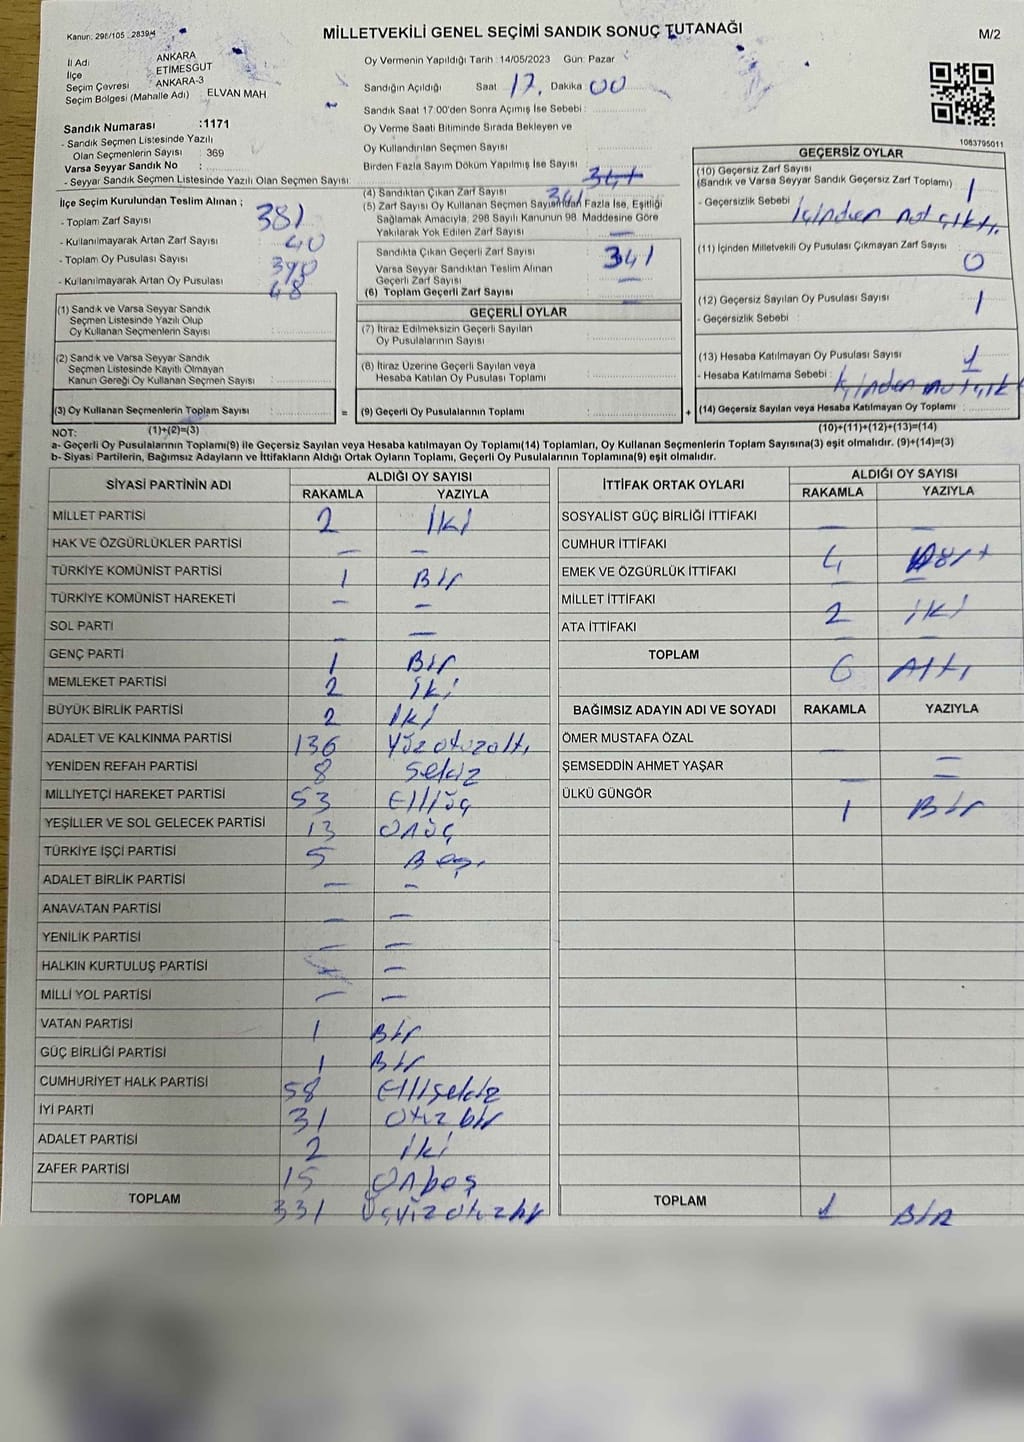 Kanun: 298/105 2839/4
MİLLETVEKİLİ GENEL SEÇİMİ SANDIK SONUÇ TUTANAĞI
M/2
İl Adı ANKARA
İlçe ETİMESGUT
Seçim Çevresi ANKARA-3
Seçim Bölgesi (Mahalle Adı) ELVAN MAH
Sandık Numarası :1171
- Sandık Seçmen Listesinde Yazılı
Olan Seçmenlerin Sayısı : 369
Varsa Seyyar Sandık No :
- Seyyar Sandık Seçmen Listesinde Yazılı Olan Seçmen Sayısı:
Oy Vermenin Yapıldığı Tarih : 14/05/2023 Gün: Pazar
Sandığın Açıldığı Saat 17. Dakika 00
Sandık Saat 17:00'den Sonra Açılmış İse Sebebi :
Oy Verme Saati Bitiminde Sırada Bekleyen ve
Oy Kullandırılan Seçmen Sayısı
Birden Fazla Sayım Döküm Yapılmış İse Sayısı
1063795011
İlçe Seçim Kurulundan Teslim Alınan ;
- Toplam Zarf Sayısı 381
- Kullanılmayarak Artan Zarf Sayısı 40
- Toplam Oy Pusulası Sayısı 390
- Kullanılmayarak Artan Oy Pusulası 48
(4) Sandıktan Çıkan Zarf Sayısı 341
(5) Zarf Sayısı Oy Kullanan Seçmen Sayısından Fazla İse, Eşitliği
Sağlamak Amacıyla, 298 Sayılı Kanunun 98. Maddesine Göre
Yakılarak Yok Edilen Zarf Sayısı —
Sandıkta Çıkan Geçerli Zarf Sayısı 341
Varsa Seyyar Sandıktan Teslim Alınan
Geçerli Zarf Sayısı —
(6) Toplam Geçerli Zarf Sayısı
GEÇERSİZ OYLAR
(10) Geçersiz Zarf Sayısı 1
(Sandık ve Varsa Seyyar Sandık Geçersiz Zarf Toplamı)
- Geçersizlik Sebebi : İçinden not çıktı.
(11) İçinden Milletvekili Oy Pusulası Çıkmayan Zarf Sayısı 0
(12) Geçersiz Sayılan Oy Pusulası Sayısı 1
- Geçersizlik Sebebi :
(13) Hesaba Katılmayan Oy Pusulası Sayısı 1
- Hesaba Katılmama Sebebi : İçinden not çık
(14) Geçersiz Sayılan veya Hesaba Katılmayan Oy Toplamı :
(10)+(11)+(12)+(13)=(14)
(1) Sandık ve Varsa Seyyar Sandık
Seçmen Listesinde Yazılı Olup
Oy Kullanan Seçmenlerin Sayısı
(2) Sandık ve Varsa Seyyar Sandık
Seçmen Listesinde Kayıtlı Olmayan
Kanun Gereği Oy Kullanan Seçmen Sayısı
(3) Oy Kullanan Seçmenlerin Toplam Sayısı =
GEÇERLİ OYLAR
(7) İtiraz Edilmeksizin Geçerli Sayılan
Oy Pusulalarının Sayısı
(8) İtiraz Üzerine Geçerli Sayılan veya
Hesaba Katılan Oy Pusulası Toplamı
(9) Geçerli Oy Pusulalarının Toplamı +
NOT: (1)+(2)=(3)
a- Geçerli Oy Pusulalarının Toplamı(9) ile Geçersiz Sayılan veya Hesaba katılmayan Oy Toplamı(14) Toplamları, Oy Kullanan Seçmenlerin Toplam Sayısına(3) eşit olmalıdır. (9)+(14)=(3)
b- Siyasi Partilerin, Bağımsız Adayların ve İttifakların Aldığı Ortak Oyların Toplamı, Geçerli Oy Pusulalarının Toplamına(9) eşit olmalıdır.
SİYASİ PARTİNİN ADI ALDIĞI OY SAYISI
RAKAMLA YAZIYLA
MİLLET PARTİSİ 2 İki
HAK VE ÖZGÜRLÜKLER PARTİSİ — —
TÜRKİYE KOMÜNİST PARTİSİ 1 Bir
TÜRKİYE KOMÜNİST HAREKETİ — —
SOL PARTİ — —
GENÇ PARTİ 1 Bir
MEMLEKET PARTİSİ 2 iki
BÜYÜK BİRLİK PARTİSİ 2 iki
ADALET VE KALKINMA PARTİSİ 136 Yüzotuzaltı
YENİDEN REFAH PARTİSİ 8 Sekiz
MİLLİYETÇİ HAREKET PARTİSİ 53 Elliüç
YEŞİLLER VE SOL GELECEK PARTİSİ 13 Onüç
TÜRKİYE İŞÇİ PARTİSİ 5 Beş
ADALET BİRLİK PARTİSİ — —
ANAVATAN PARTİSİ — —
YENİLİK PARTİSİ — —
HALKIN KURTULUŞ PARTİSİ — —
MİLLİ YOL PARTİSİ — —
VATAN PARTİSİ 1 Bir
GÜÇ BİRLİĞİ PARTİSİ 1 Bir
CUMHURİYET HALK PARTİSİ 58 Ellisekiz
İYİ PARTİ 31 Otuz bir
ADALET PARTİSİ 2 iki
ZAFER PARTİSİ 15 Onbeş
TOPLAM 331 Üçyüzotuzbir
İTTİFAK ORTAK OYLARI ALDIĞI OY SAYISI
RAKAMLA YAZIYLA
SOSYALİST GÜÇ BİRLİĞİ İTTİFAKI — —
CUMHUR İTTİFAKI 4 Dört
EMEK VE ÖZGÜRLÜK İTTİFAKI — —
MİLLET İTTİFAKI 2 iki
ATA İTTİFAKI — —
TOPLAM 6 Altı
BAĞIMSIZ ADAYIN ADI VE SOYADI RAKAMLA YAZIYLA
ÖMER MUSTAFA ÖZAL — —
ŞEMSEDDİN AHMET YAŞAR — —
ÜLKÜ GÜNGÖR 1 Bir
TOPLAM 1 Bir